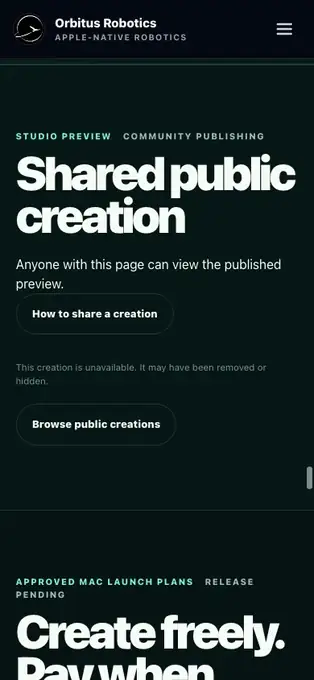 Orbitus Robotics
APPLE-NATIVE ROBOTICS
STUDIO PREVIEW COMMUNITY PUBLISHING
Shared public
creation
Anyone with this page can view the published
preview.
How to share a creation
This creation is unavailable. It may have been removed or
hidden.
Browse public creations
APPROVED MAC LAUNCH PLANS RELEASE
PENDING
Create freely.
Pay when